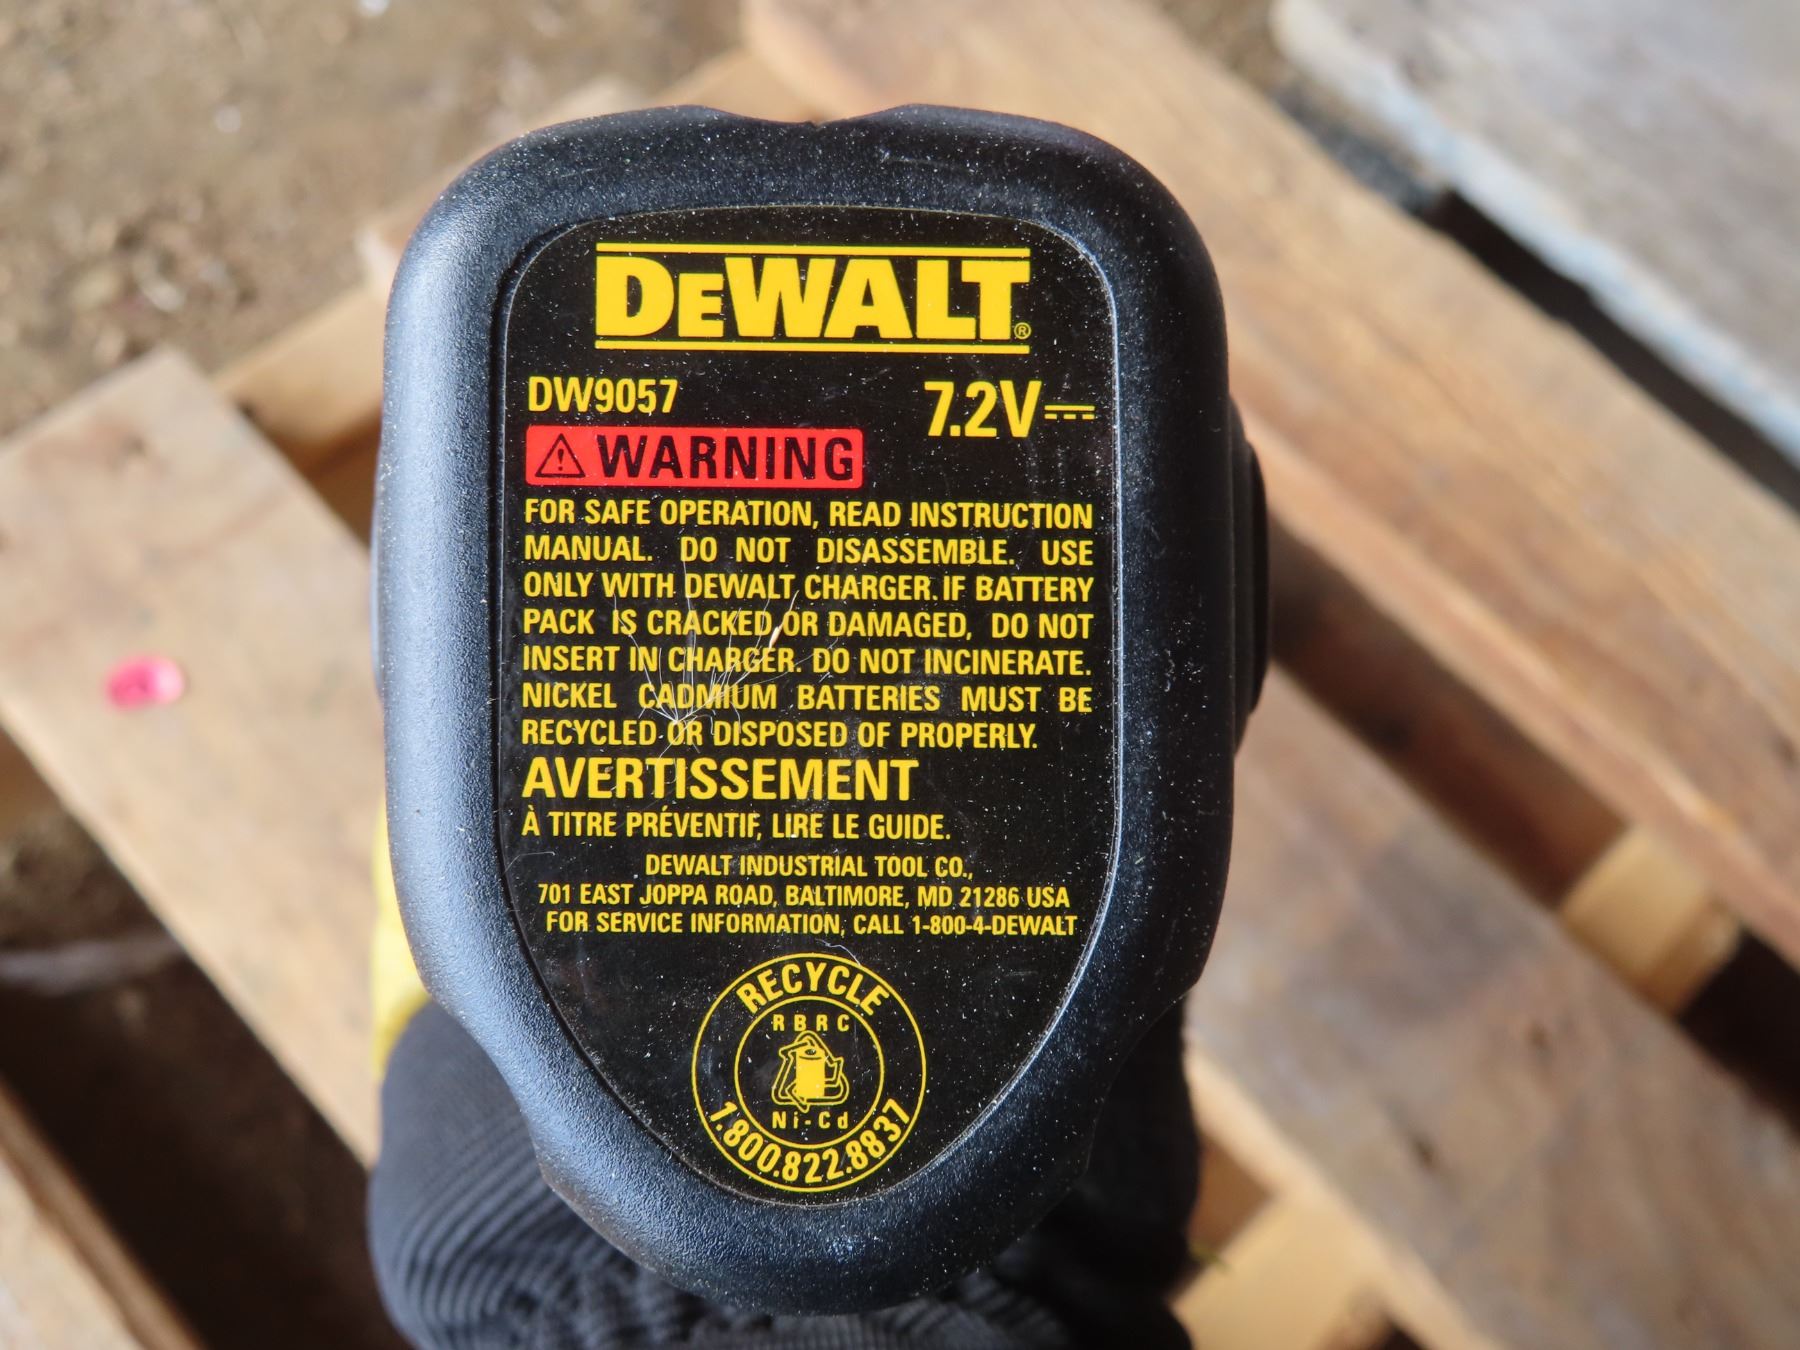 DEWALT®
DW9057 7.2V
WARNING
FOR SAFE OPERATION, READ INSTRUCTION
MANUAL. DO NOT DISASSEMBLE. USE
ONLY WITH DEWALT CHARGER. IF BATTERY
PACK IS CRACKED OR DAMAGED, DO NOT
INSERT IN CHARGER. DO NOT INCINERATE.
NICKEL CADMIUM BATTERIES MUST BE
RECYCLED OR DISPOSED OF PROPERLY.
AVERTISSEMENT
À TITRE PRÉVENTIF, LIRE LE GUIDE.
DEWALT INDUSTRIAL TOOL CO.,
701 EAST JOPPA ROAD, BALTIMORE, MD 21286 USA
FOR SERVICE INFORMATION, CALL 1-800-4-DEWALT
RECYCLE
RBRC
Ni-Cd
1.800.822.8837